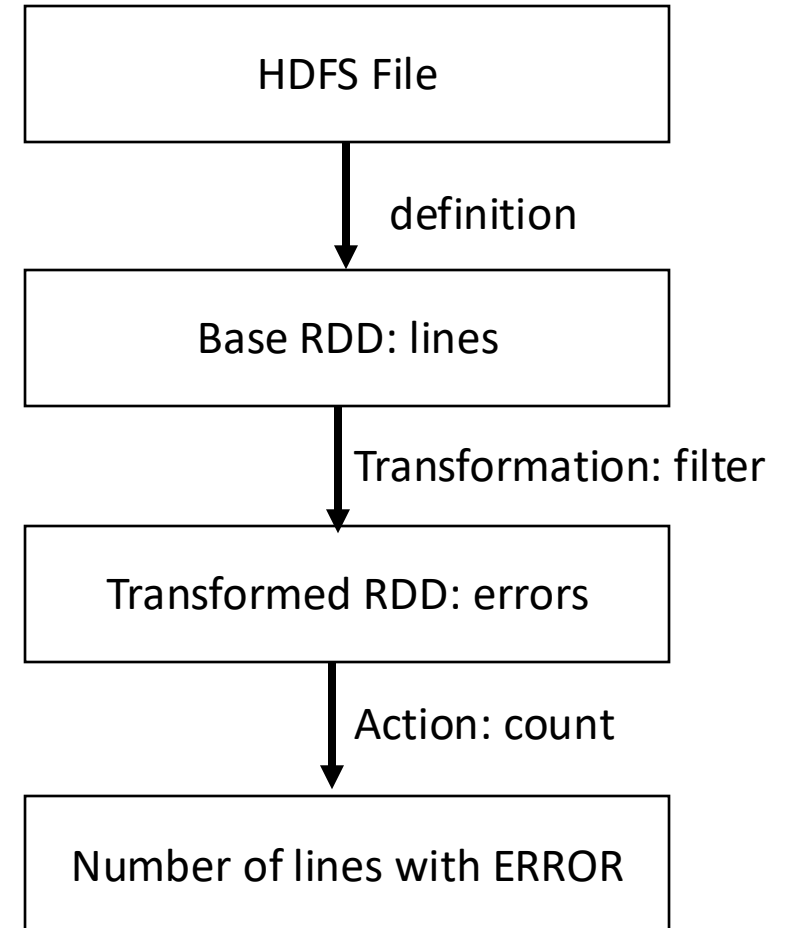 HDFS File
definition
Base RDD: lines
Transformation: filter
Transformed RDD: errors
Action: count
Number of lines with ERROR